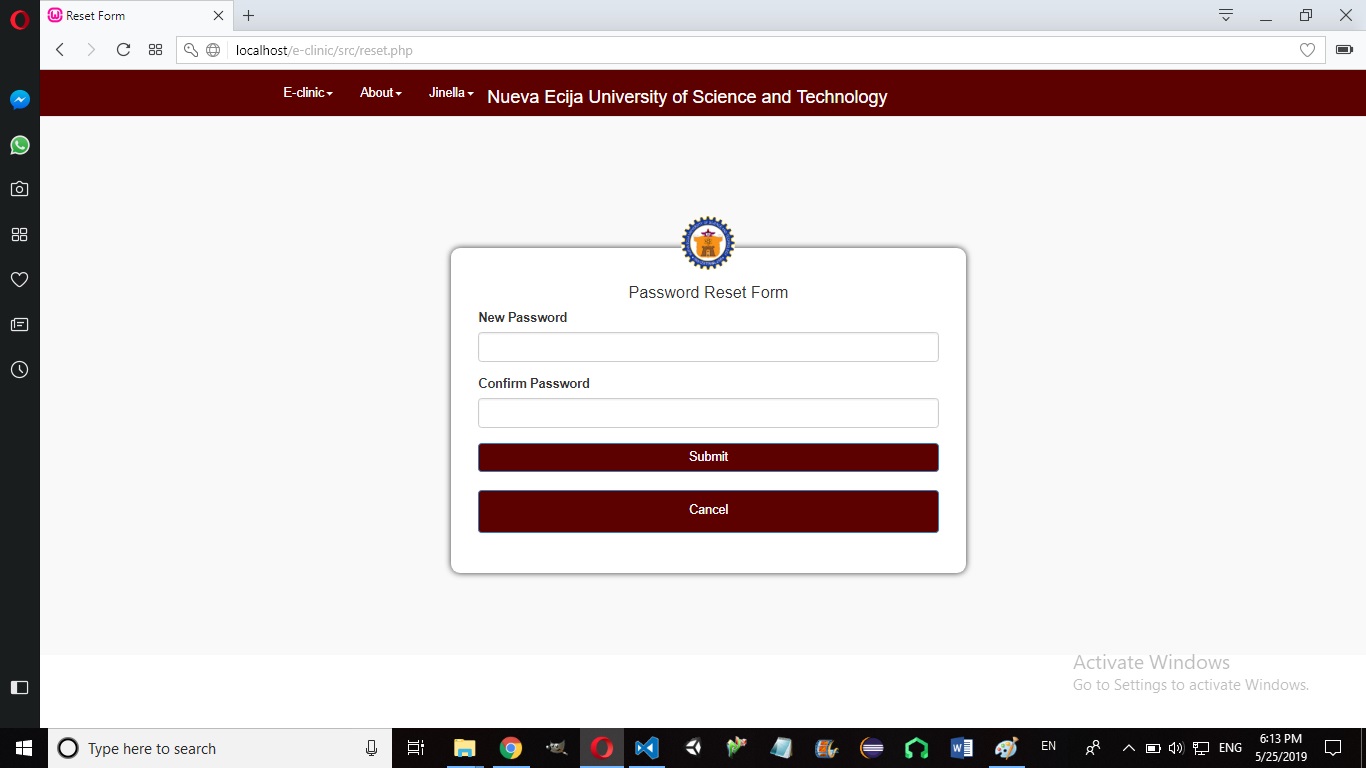 Reset Form
localhost/e-clinic/src/reset.php
E-clinic
About
Jinella
Nueva Ecija University of Science and Technology
Password Reset Form
New Password
Confirm Password
Submit
Cancel
Activate Windows
Go to Settings to activate Windows.
Type here to search
EN
ENG
6:13 PM
5/25/2019